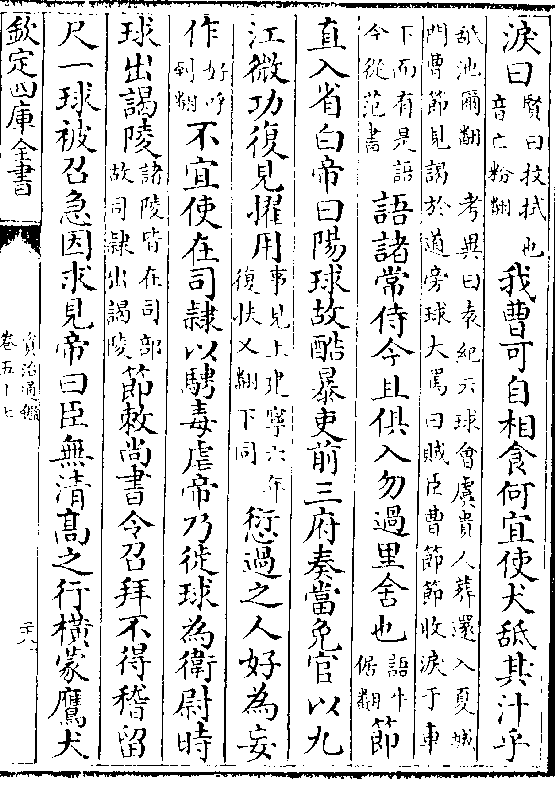 淚曰賢曰抆拭也音亡粉翻我曹可自相食何宜使犬舐其汁乎
舐池爾翻考異曰袁紀云球會虞貴人葬還入夏城門曹節見謁於道旁球大罵曰賊臣曹節節收淚于車下而有是語今從范書語諸常侍今且俱入勿過里舍也語牛倨翻節
直入省白帝曰陽球故酷暴吏前三府奏當免官以九
江微功復見擢用事見上建寧六年復扶又翻下同愆過之人好為妄
作好呼到翻不宜使在司隸以騁毒虐帝乃徙球為衛尉時
球出謁陵諸陵皆在司部故司隸出謁陵節敕尚書令召拜不得稽留
尺一球被召急因求見帝曰臣無清髙之行橫蒙鷹犬
欽定四庫全書
資治通鑑
卷五十七